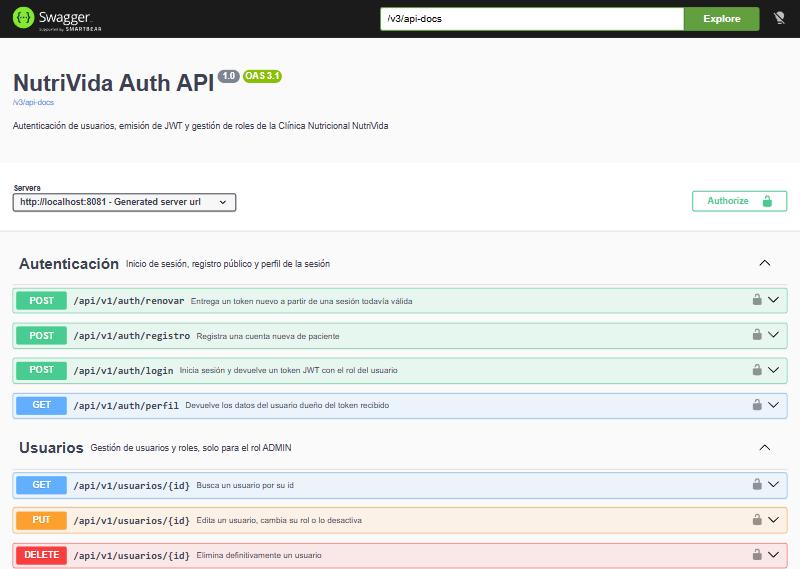 Swagger
Supported by SMARTBEAR
/v3/api-docs
Explore
NutriVida Auth API 1.0 OAS 3.1
/v3/api-docs
Autenticación de usuarios, emisión de JWT y gestión de roles de la Clínica Nutricional NutriVida
Servers
http://localhost:8081 - Generated server url
Authorize
Autenticación Inicio de sesión, registro público y perfil de la sesión
POST /api/v1/auth/renovar Entrega un token nuevo a partir de una sesión todavía válida
POST /api/v1/auth/registro Registra una cuenta nueva de paciente
POST /api/v1/auth/login Inicia sesión y devuelve un token JWT con el rol del usuario
GET /api/v1/auth/perfil Devuelve los datos del usuario dueño del token recibido
Usuarios Gestión de usuarios y roles, solo para el rol ADMIN
GET /api/v1/usuarios/{id} Busca un usuario por su id
PUT /api/v1/usuarios/{id} Edita un usuario, cambia su rol o lo desactiva
DELETE /api/v1/usuarios/{id} Elimina definitivamente un usuario